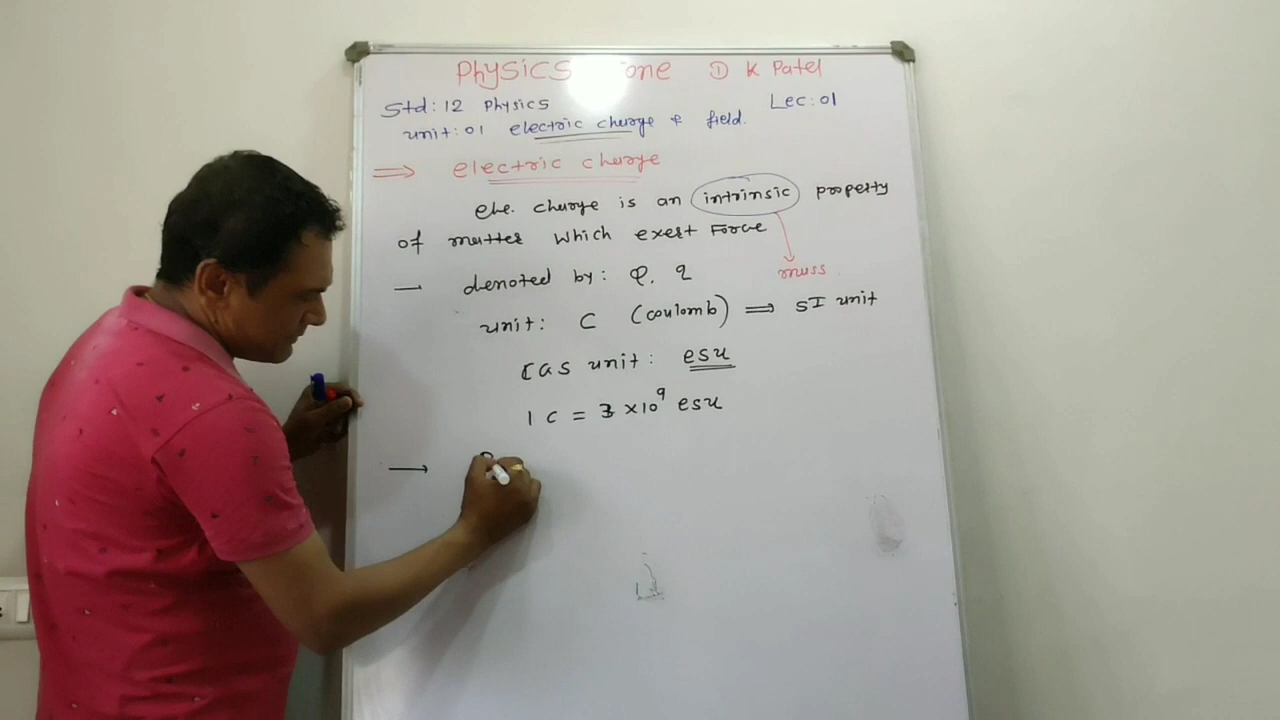 Physics one D K Patel
Std: 12 Physics Lec: 01
unit: 01 electric charge & field.
⇒ electric charge
ele. charge is an intrinsic property
of matter which exert Force
— denoted by: Q, q mass
unit: C (coulomb) ⇒ SI unit
CGS unit: esu
1 C = 3 ×10⁹ esu
→